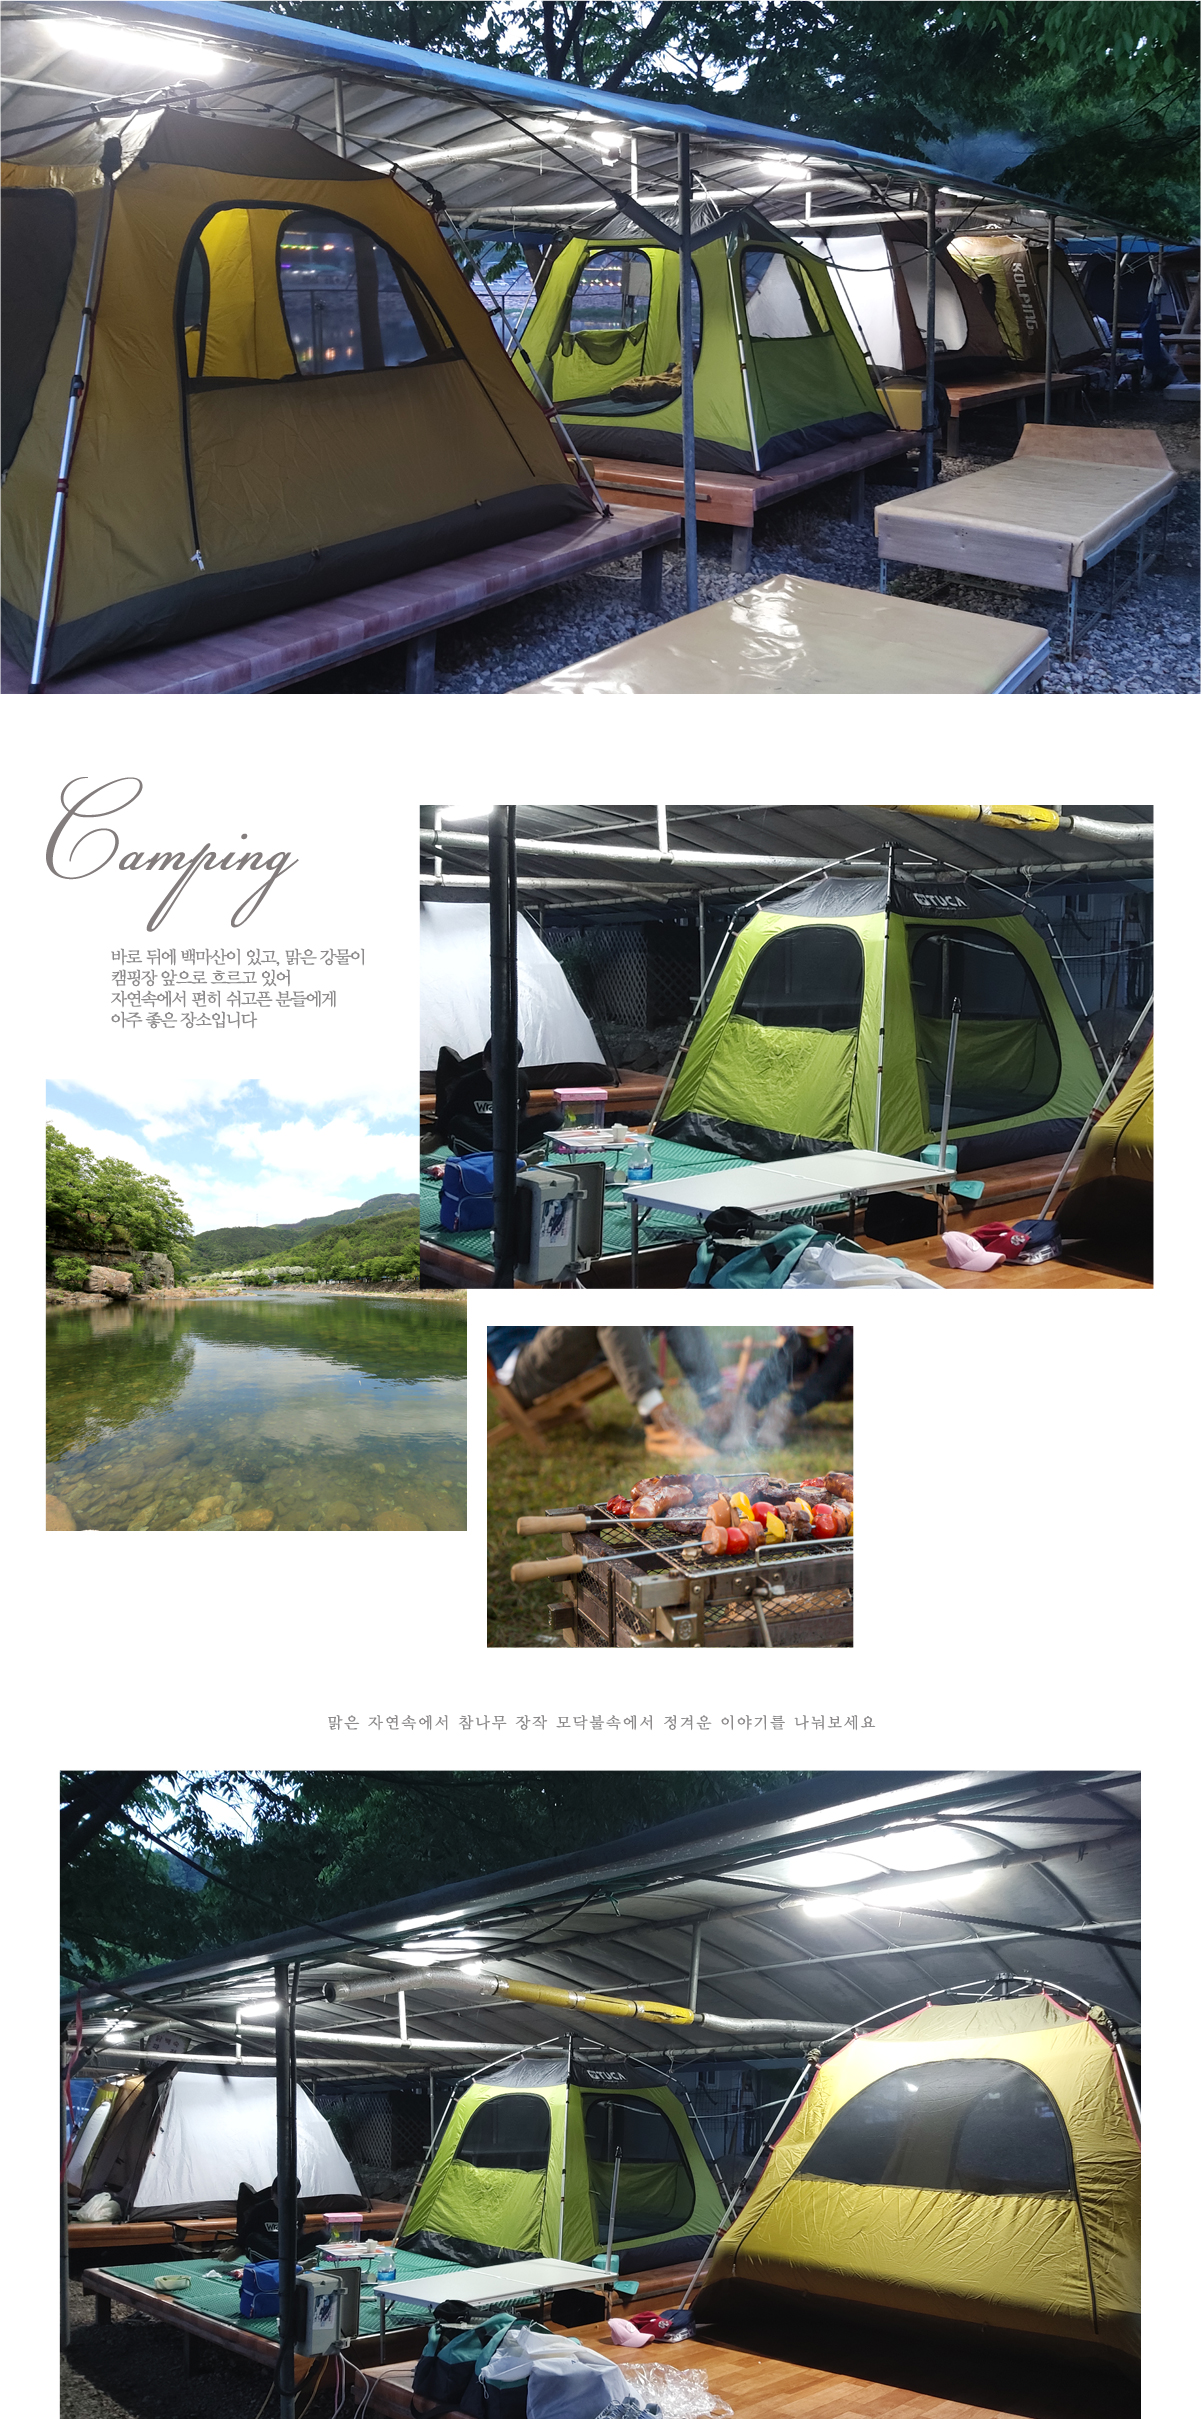 KOLPING
Camping
바로 뒤에 백마산이 있고, 맑은 강물이
캠핑장 앞으로 흐르고 있어
자연속에서 편히 쉬고픈 분들에게
아주 좋은 장소입니다
맑은 자연속에서 참나무 장작 모닥불속에서 정겨운 이야기를 나눠보세요